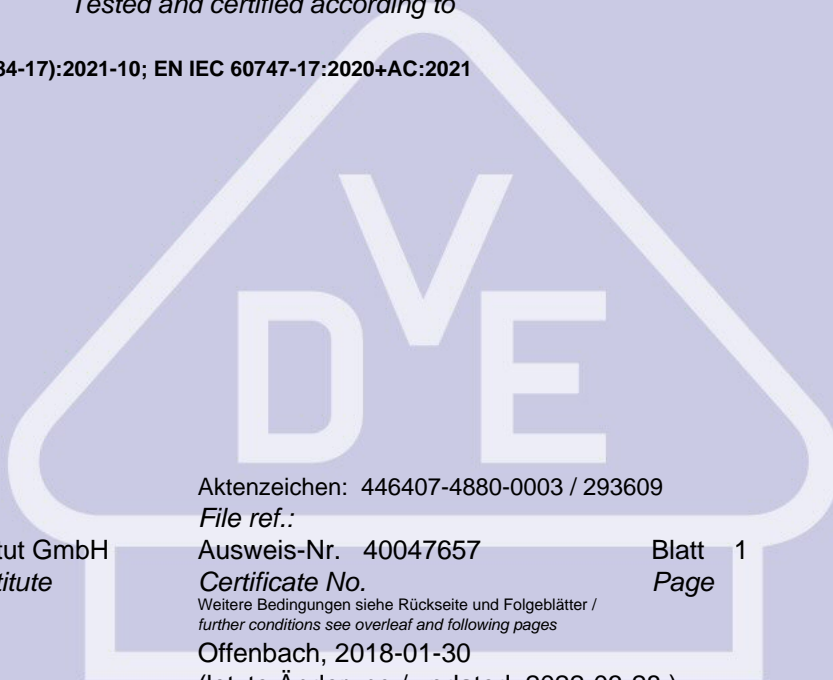 Tested and certified according to
34-17):2021-10; EN IEC 60747-17:2020+AC:2021
VDE
Aktenzeichen: 446407-4880-0003 / 293609
File ref.:
tut GmbH Ausweis-Nr. 40047657 Blatt 1
titute Certificate No. Page
Weitere Bedingungen siehe Rückseite und Folgeblätter /
further conditions see overleaf and following pages
Offenbach, 2018-01-30